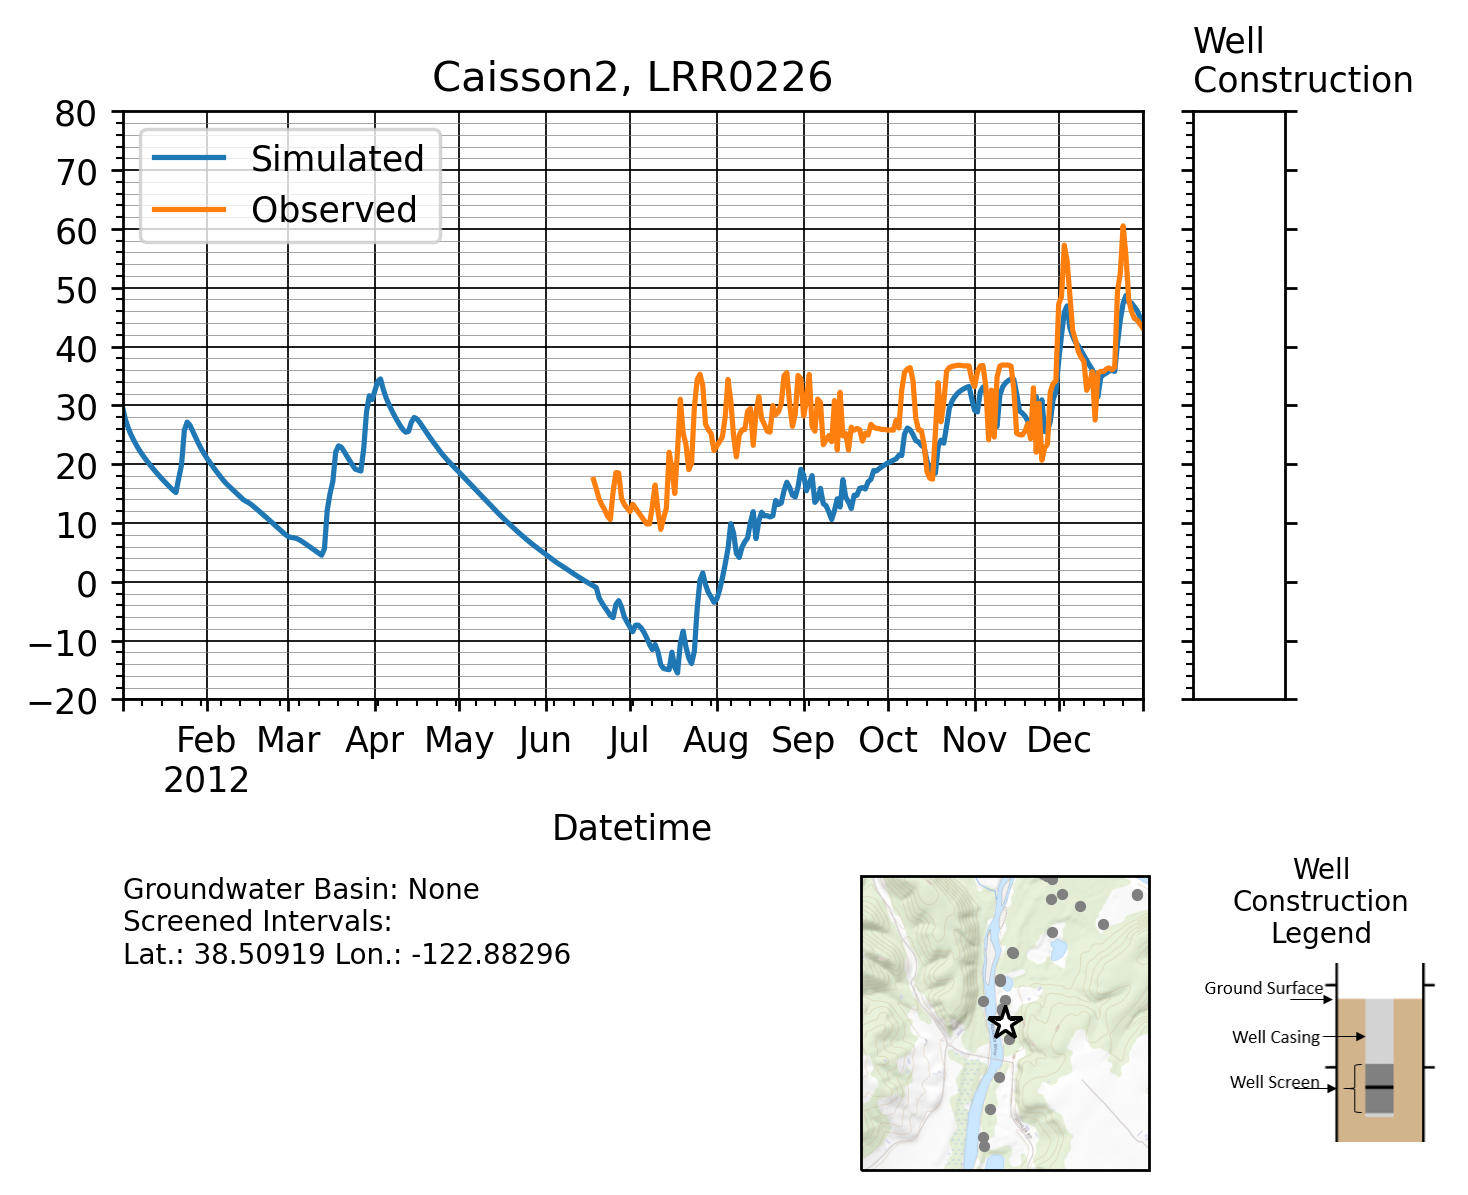 Well
Construction
Caisson2, LRR0226
80
70
60
50
40
30
20
10
0
−10
−20
Simulated
Observed
Feb Mar Apr May Jun Jul Aug Sep Oct Nov Dec
2012
Datetime
Groundwater Basin: None
Screened Intervals:
Lat.: 38.50919 Lon.: -122.88296
Well
Construction
Legend
Ground Surface
Well Casing
Well Screen